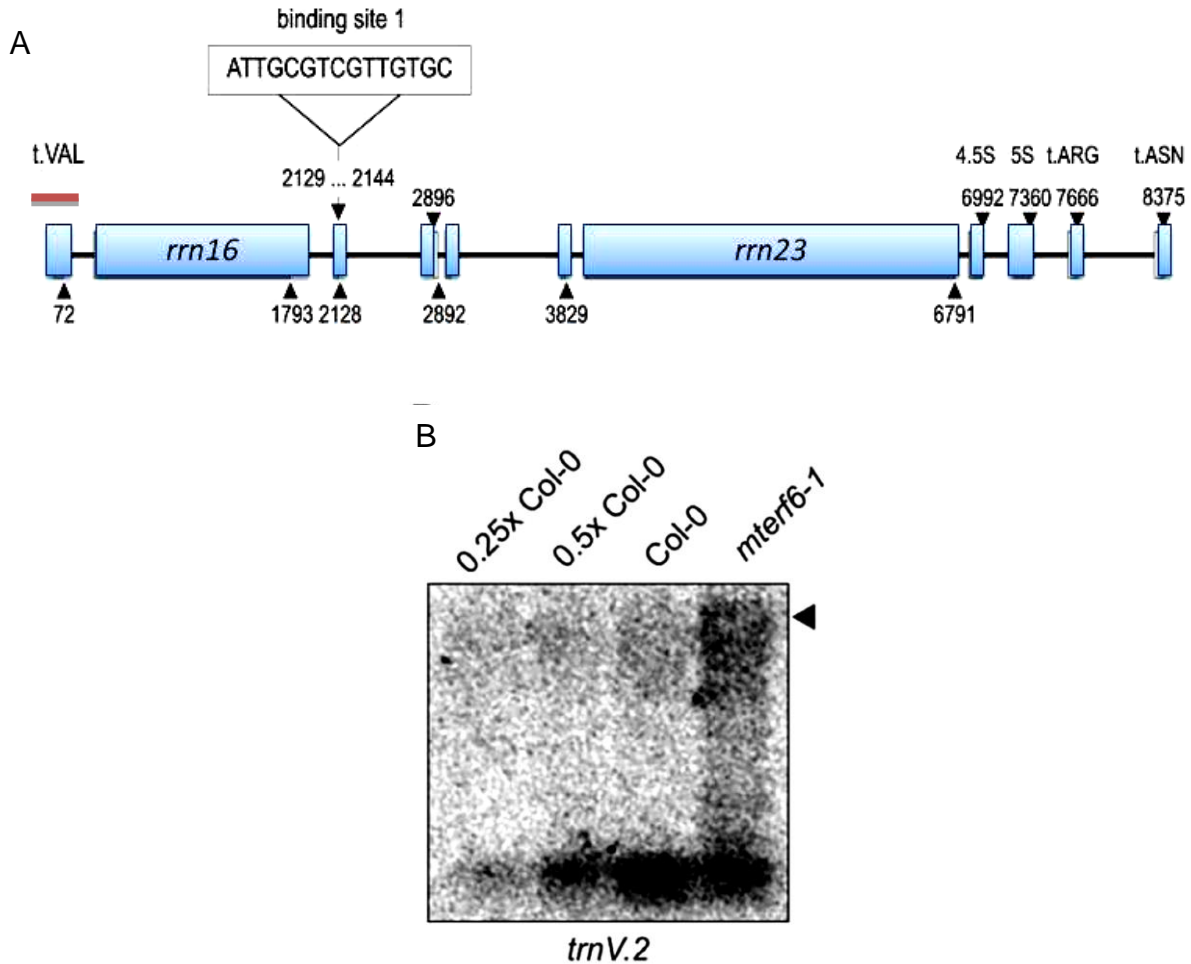 A
binding site 1
ATTGCGTCGTTGTGC
t.VAL
4.5S 5S t.ARG t.ASN
2129 ... 2144
2896
6992 7360 7666 8375
rrn16
rrn23
72
1793 2128
2892
3829
6791
B
0.25x Col-0
0.5x Col-0
Col-0
mterf6-1
trnV.2